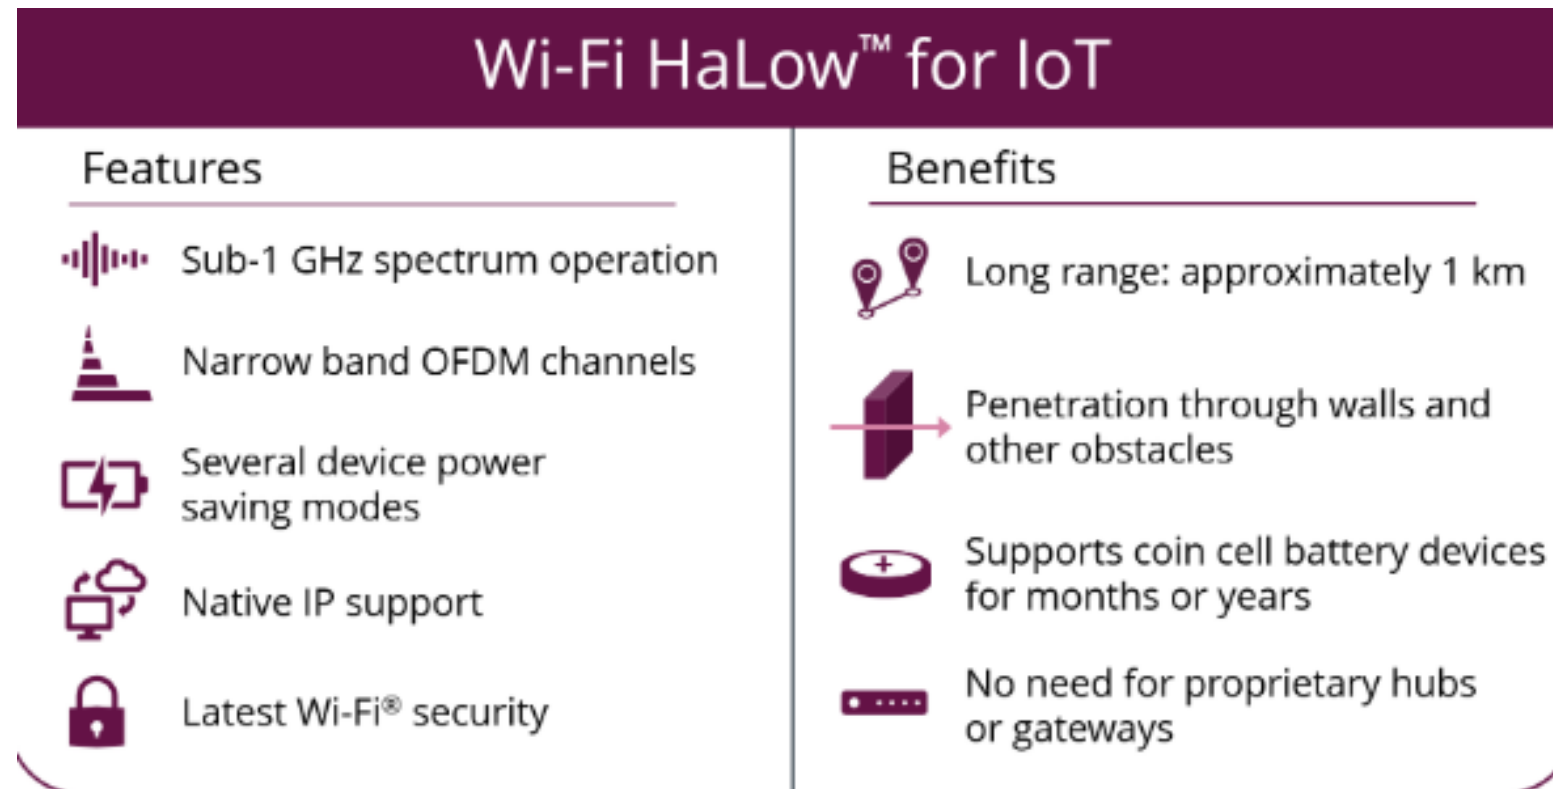 Wi-Fi HaLow™ for IoT
Features
Sub-1 GHz spectrum operation
Narrow band OFDM channels
Several device power
saving modes
Native IP support
Latest Wi-Fi® security
Benefits
Long range: approximately 1 km
Penetration through walls and
other obstacles
Supports coin cell battery devices
for months or years
No need for proprietary hubs
or gateways